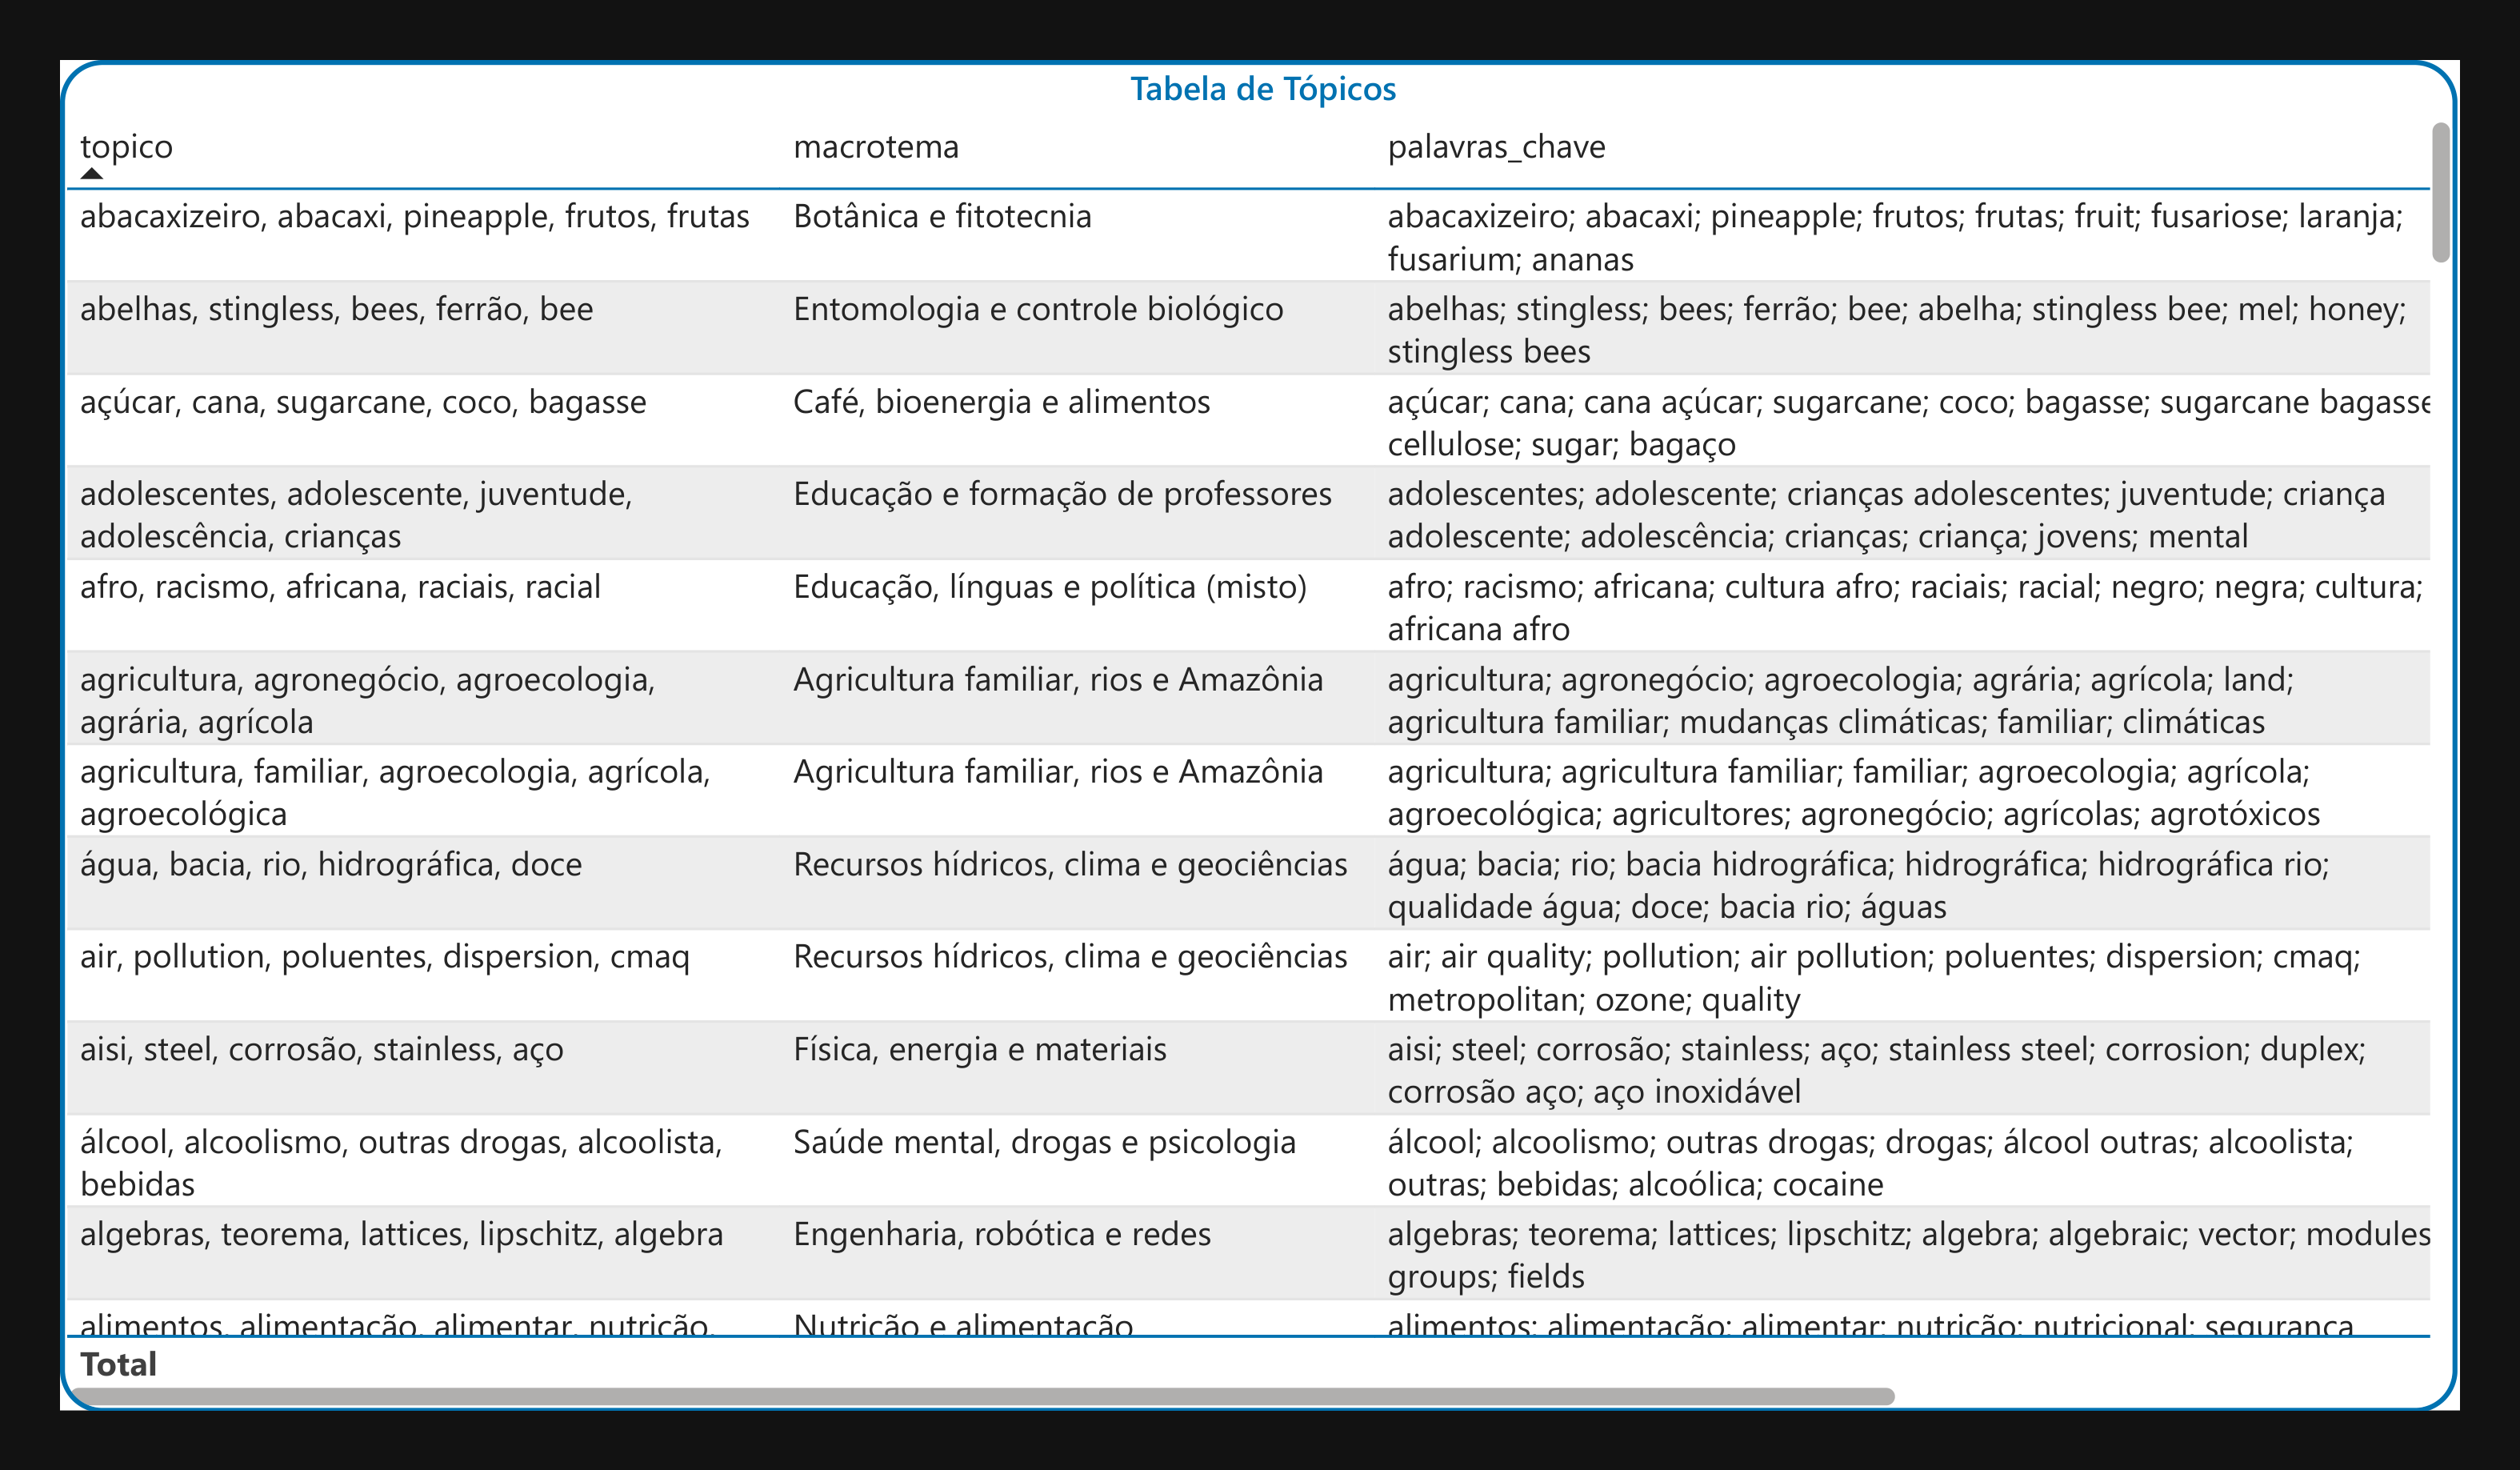 Tabela de Tópicos
topico macrotema palavras_chave
abacaxizeiro, abacaxi, pineapple, frutos, frutas Botânica e fitotecnia abacaxizeiro; abacaxi; pineapple; frutos; frutas; fruit; fusariose; laranja;
fusarium; ananas
abelhas, stingless, bees, ferrão, bee Entomologia e controle biológico abelhas; stingless; bees; ferrão; bee; abelha; stingless bee; mel; honey;
stingless bees
açúcar, cana, sugarcane, coco, bagasse Café, bioenergia e alimentos açúcar; cana; cana açúcar; sugarcane; coco; bagasse; sugarcane bagasse
cellulose; sugar; bagaço
adolescentes, adolescente, juventude, Educação e formação de professores adolescentes; adolescente; crianças adolescentes; juventude; criança
adolescência, crianças adolescente; adolescência; crianças; criança; jovens; mental
afro, racismo, africana, raciais, racial Educação, línguas e política (misto) afro; racismo; africana; cultura afro; raciais; racial; negro; negra; cultura;
africana afro
agricultura, agronegócio, agroecologia, Agricultura familiar, rios e Amazônia agricultura; agronegócio; agroecologia; agrária; agrícola; land;
agrária, agrícola agricultura familiar; mudanças climáticas; familiar; climáticas
agricultura, familiar, agroecologia, agrícola, Agricultura familiar, rios e Amazônia agricultura; agricultura familiar; familiar; agroecologia; agrícola;
agroecológica agroecológica; agricultores; agronegócio; agrícolas; agrotóxicos
água, bacia, rio, hidrográfica, doce Recursos hídricos, clima e geociências água; bacia; rio; bacia hidrográfica; hidrográfica; hidrográfica rio;
qualidade água; doce; bacia rio; águas
air, pollution, poluentes, dispersion, cmaq Recursos hídricos, clima e geociências air; air quality; pollution; air pollution; poluentes; dispersion; cmaq;
metropolitan; ozone; quality
aisi, steel, corrosão, stainless, aço Física, energia e materiais aisi; steel; corrosão; stainless; aço; stainless steel; corrosion; duplex;
corrosão aço; aço inoxidável
álcool, alcoolismo, outras drogas, alcoolista, Saúde mental, drogas e psicologia álcool; alcoolismo; outras drogas; drogas; álcool outras; alcoolista;
bebidas outras; bebidas; alcoólica; cocaine
algebras, teorema, lattices, lipschitz, algebra Engenharia, robótica e redes algebras; teorema; lattices; lipschitz; algebra; algebraic; vector; modules
groups; fields
alimentos, alimentação, alimentar, nutrição, Nutrição e alimentação alimentos; alimentação; alimentar; nutrição; nutricional; segurança
Total